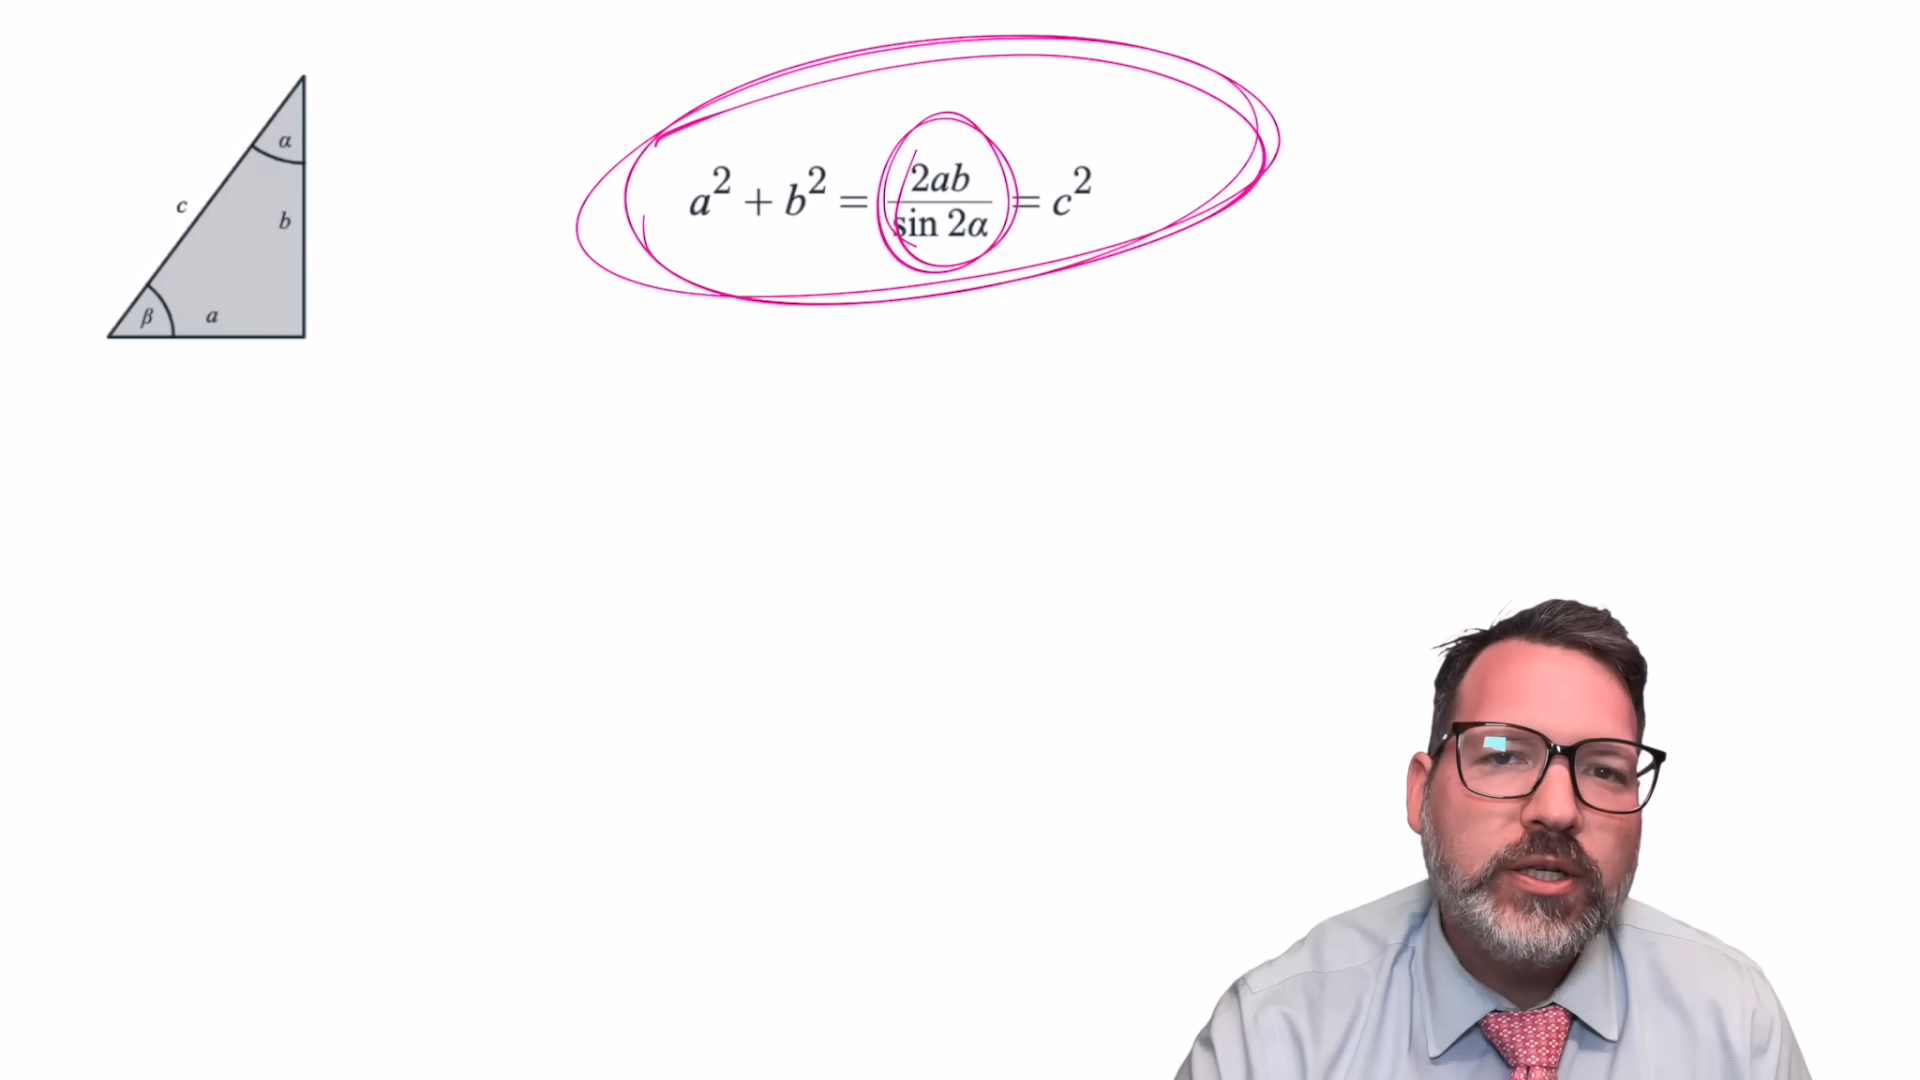 α
c
b
β
a
a² + b² = 2ab / sin 2α = c²